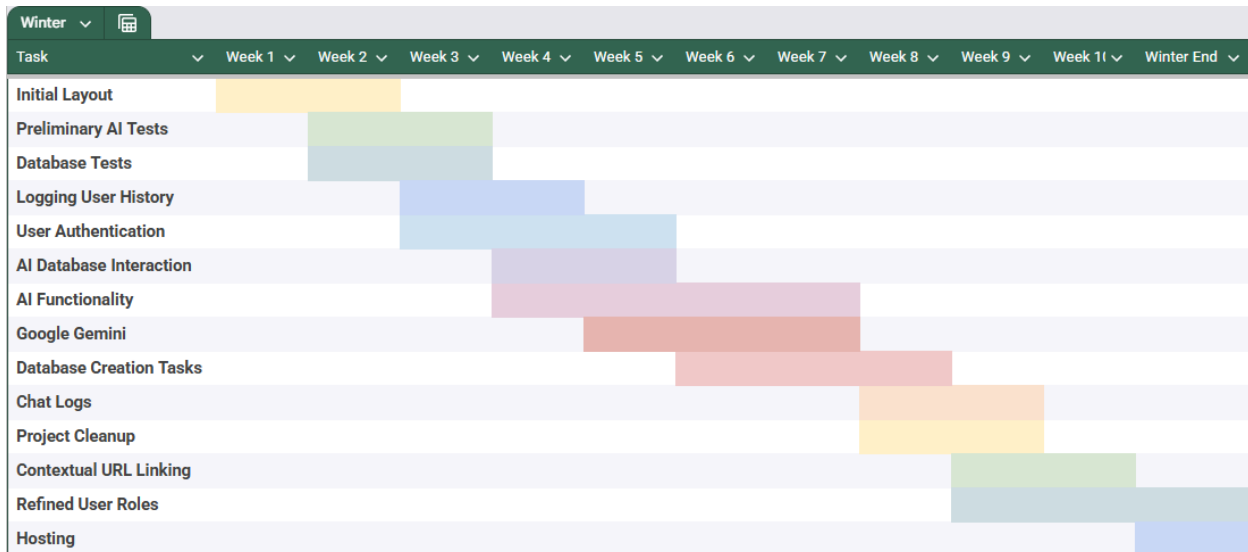 Winter
Task Week 1 Week 2 Week 3 Week 4 Week 5 Week 6 Week 7 Week 8 Week 9 Week 1( Winter End
Initial Layout
Preliminary AI Tests
Database Tests
Logging User History
User Authentication
AI Database Interaction
AI Functionality
Google Gemini
Database Creation Tasks
Chat Logs
Project Cleanup
Contextual URL Linking
Refined User Roles
Hosting